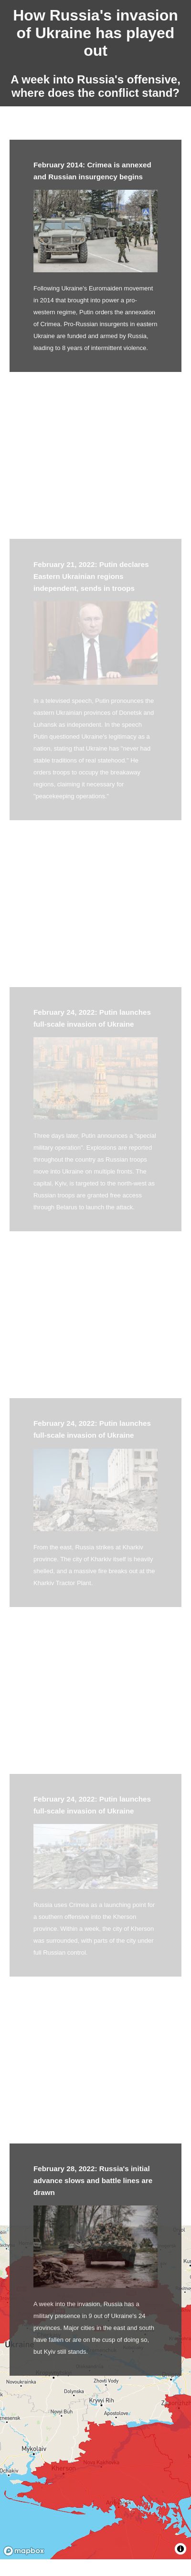 How Russia's invasion
of Ukraine has played
out
A week into Russia's offensive,
where does the conflict stand?
February 2014: Crimea is annexed
and Russian insurgency begins
Following Ukraine's Euromaiden movement
in 2014 that brought into power a pro-
western regime, Putin orders the annexation
of Crimea. Pro-Russian insurgents in eastern
Ukraine are funded and armed by Russia,
leading to 8 years of intermittent violence.
February 21, 2022: Putin declares
Eastern Ukrainian regions
independent, sends in troops
In a televised speech, Putin pronounces the
eastern Ukrainian provinces of Donetsk and
Luhansk as independent. In the speech
Putin questioned Ukraine's legitimacy as a
nation, stating that Ukraine has "never had
stable traditions of real statehood." He
orders troops to occupy the breakaway
regions, claiming it necessary for
"peacekeeping operations."
February 24, 2022: Putin launches
full-scale invasion of Ukraine
Three days later, Putin announces a "special
military operation". Explosions are reported
throughout the country as Russian troops
move into Ukraine on multiple fronts. The
capital, Kyiv, is targeted to the north-west as
Russian troops are granted free access
through Belarus to launch the attack.
February 24, 2022: Putin launches
full-scale invasion of Ukraine
From the east, Russia strikes at Kharkiv
province. The city of Kharkiv itself is heavily
shelled, and a massive fire breaks out at the
Kharkiv Tractor Plant.
February 24, 2022: Putin launches
full-scale invasion of Ukraine
Russia uses Crimea as a launching point for
a southern offensive into the Kherson
province. Within a week, the city of Kherson
was surrounded, with parts of the city under
full Russian control.
February 28, 2022: Russia's initial
advance slows and battle lines are
drawn
A week into the invasion, Russia has a
military presence in 9 out of Ukraine's 24
provinces. Major cities in the east and south
have fallen or are on the cusp of doing so,
but Kyiv still stands.
Novoukrainka
Zhovti Vody
Dolynska
Kryvyi Rih
Novyi Buh
Apostolove
Mykolaiv
Ochakiv
Kherson
mapbox